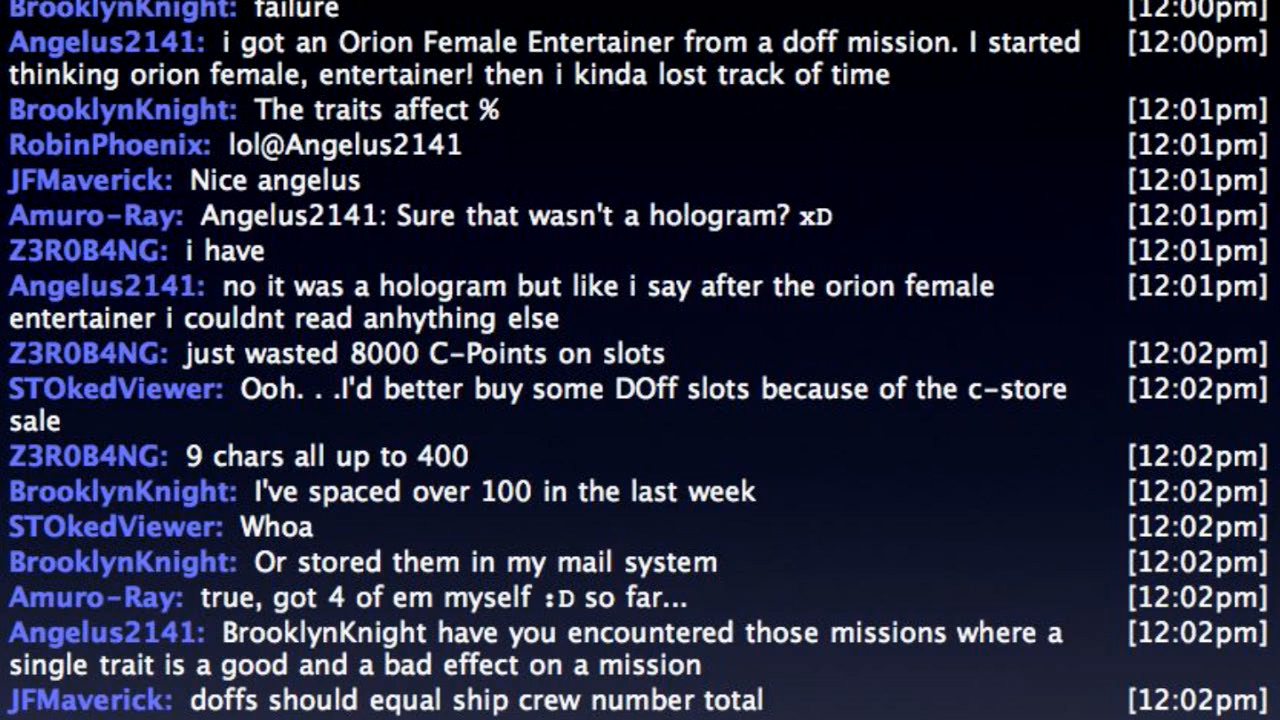 BrooklynKnight: failure [12:00pm]
Angelus2141: i got an Orion Female Entertainer from a doff mission. I started [12:00pm]
thinking orion female, entertainer! then i kinda lost track of time
BrooklynKnight: The traits affect % [12:01pm]
RobinPhoenix: lol@Angelus2141 [12:01pm]
JFMaverick: Nice angelus [12:01pm]
Amuro-Ray: Angelus2141: Sure that wasn't a hologram? xD [12:01pm]
Z3R0B4NG: i have [12:01pm]
Angelus2141: no it was a hologram but like i say after the orion female [12:01pm]
entertainer i couldnt read anhything else
Z3R0B4NG: just wasted 8000 C-Points on slots [12:02pm]
STOkedViewer: Ooh. . .I'd better buy some DOff slots because of the c-store [12:02pm]
sale
Z3R0B4NG: 9 chars all up to 400 [12:02pm]
BrooklynKnight: I've spaced over 100 in the last week [12:02pm]
STOkedViewer: Whoa [12:02pm]
BrooklynKnight: Or stored them in my mail system [12:02pm]
Amuro-Ray: true, got 4 of em myself :D so far... [12:02pm]
Angelus2141: BrooklynKnight have you encountered those missions where a [12:02pm]
single trait is a good and a bad effect on a mission
JFMaverick: doffs should equal ship crew number total [12:02pm]